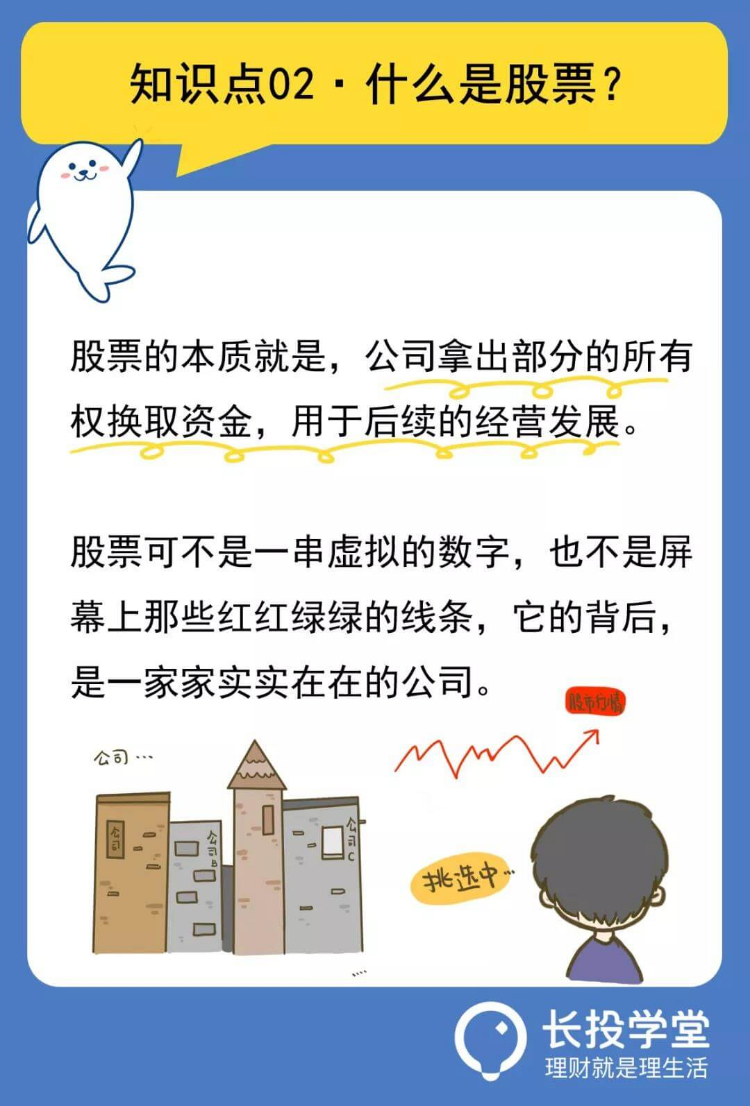 知识点02·什么是股票？
股票的本质就是，公司拿出部分的所有
权换取资金，用于后续的经营发展。
股票可不是一串虚拟的数字，也不是屏
幕上那些红红绿绿的线条，它的背后，
是一家家实实在在的公司。
股市行情
公司…
公司
公司B
公司C
挑选中…
长投学堂
理财就是理生活